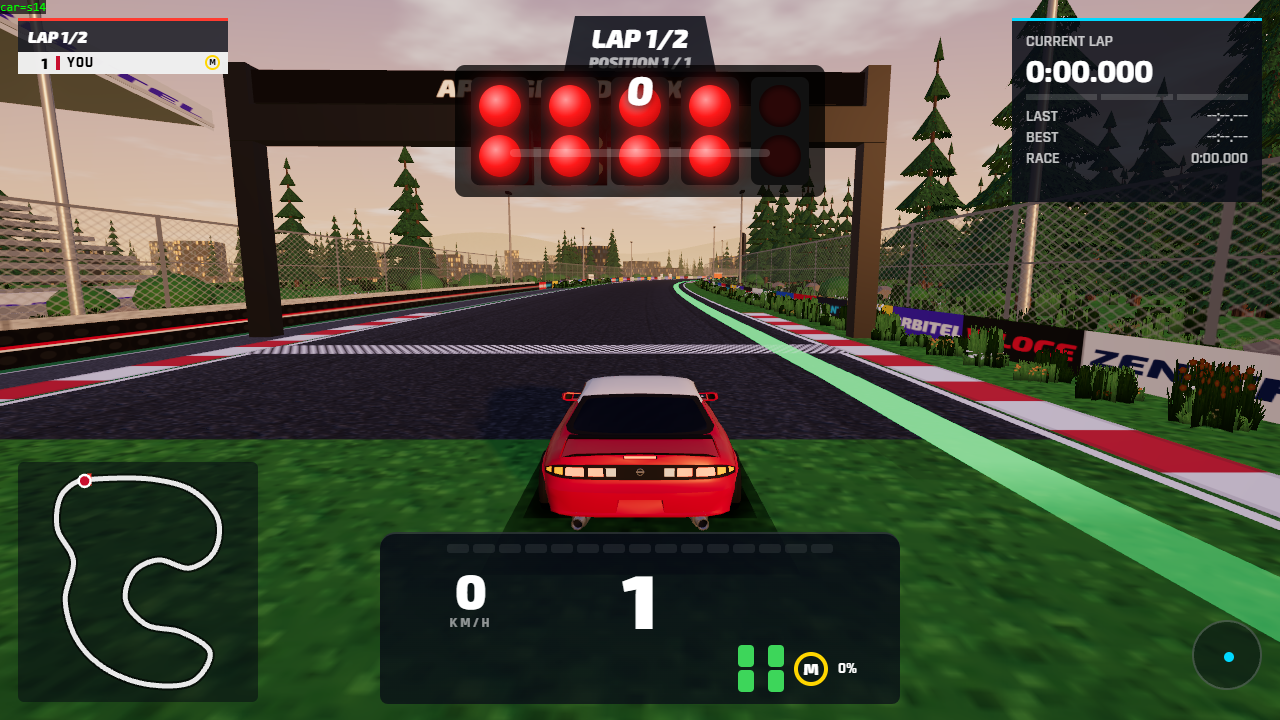 car=s14
LAP 1/2
1 YOU M
LAP 1/2
POSITION 1 / 1
0
CURRENT LAP
0:00.000
LAST --:--.---
BEST --:--.---
RACE 0:00.000
ORBITEL
ZEN
0
KM/H
1
M 0%